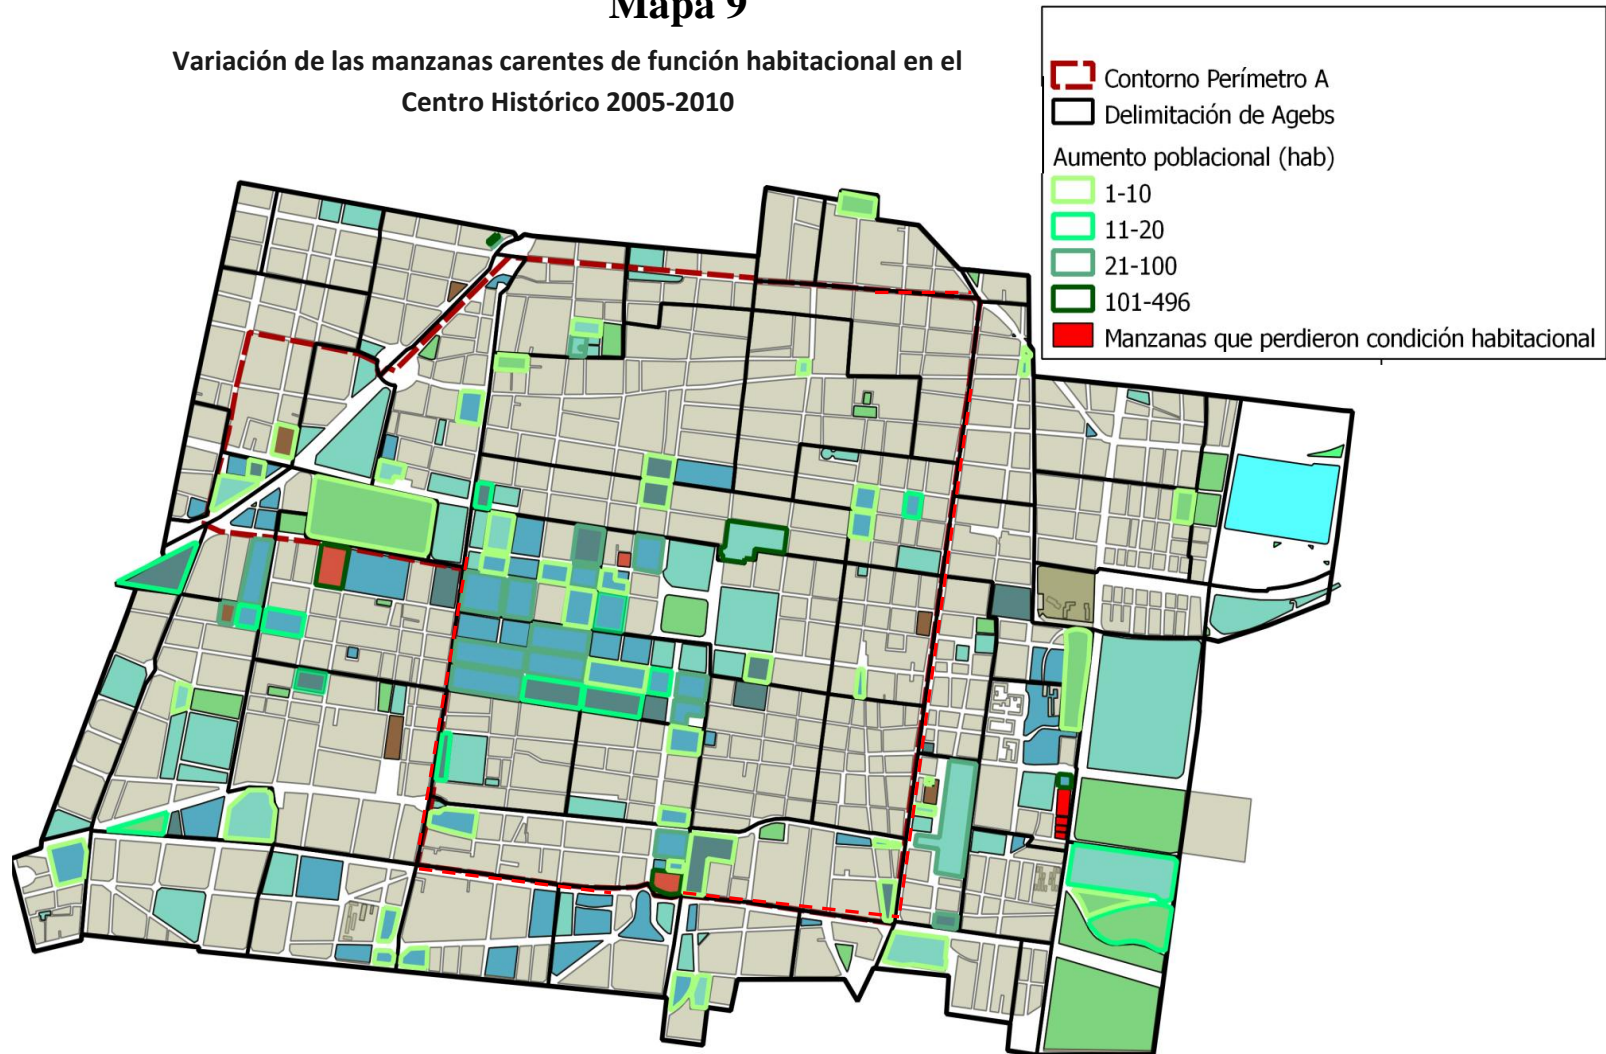 Mapa 9
Variación de las manzanas carentes de función habitacional en el
Centro Histórico 2005-2010
Contorno Perímetro A
Delimitación de Agebs
Aumento poblacional (hab)
1-10
11-20
21-100
101-496
Manzanas que perdieron condición habitacional